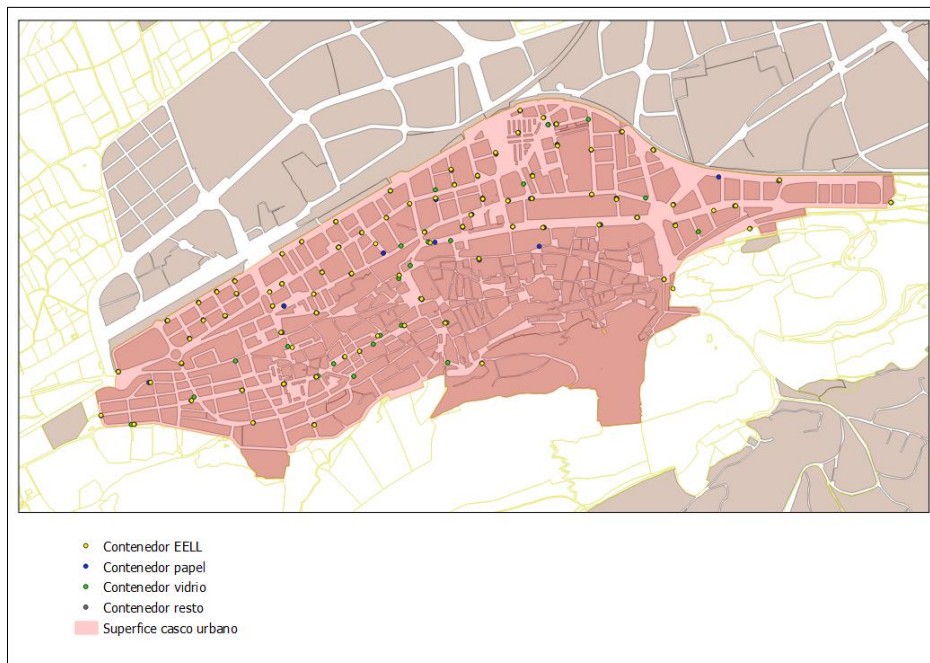 Contenedor EELL
Contenedor papel
Contenedor vidrio
Contenedor resto
Superfice casco urbano